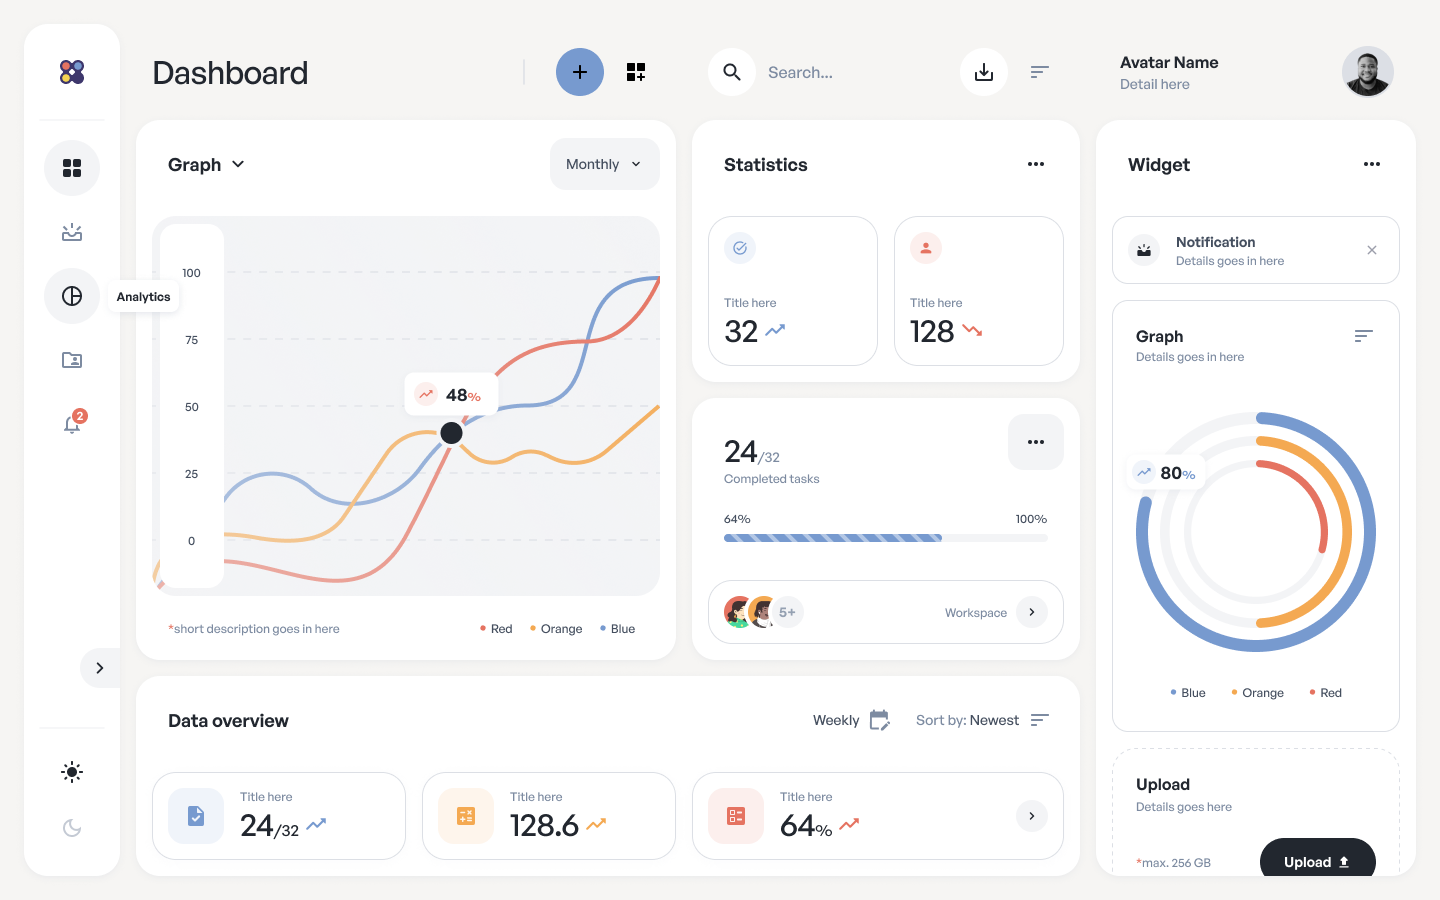 Dashboard
Search...
Avatar Name
Detail here
Analytics
2
Graph
Monthly
100
75
50
25
0
48%
*short description goes in here
Red
Orange
Blue
Statistics
Title here
32
Title here
128
24/32
Completed tasks
64%
100%
5+
Workspace
Widget
Notification
Details goes in here
Graph
Details goes in here
80%
Blue
Orange
Red
Upload
Details goes here
*max. 256 GB
Upload
Data overview
Weekly
Sort by: Newest
Title here
24/32
Title here
128.6
Title here
64%